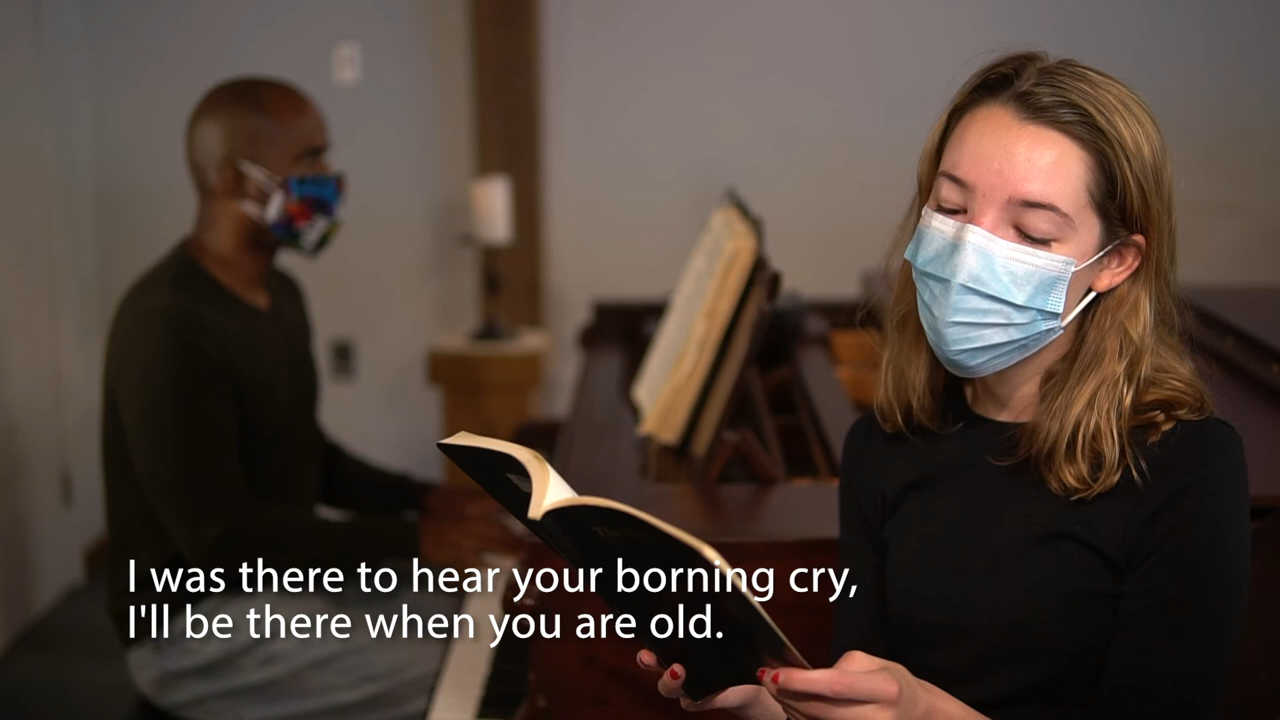 I was there to hear your borning cry,
I'll be there when you are old.